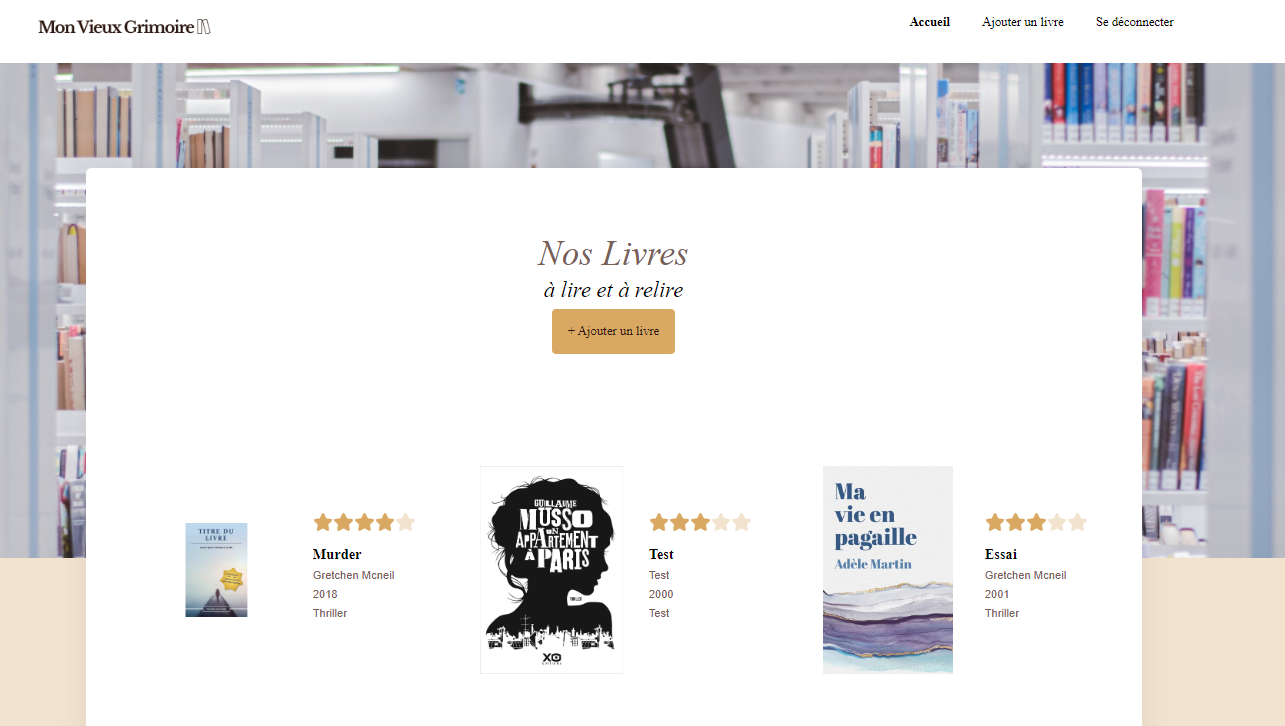 Mon Vieux Grimoire
Accueil
Ajouter un livre
Se déconnecter
Nos Livres
à lire et à relire
+ Ajouter un livre
TITRE DU
LIVRE
Murder
Gretchen Mcneil
2018
Thriller
GUILLAUME
MUSSO
UN
APPARTEMENT
À PARIS
THRILLER
XO
EDITIONS
Test
Test
2000
Test
Ma
vie en
pagaille
Adèle Martin
Essai
Gretchen Mcneil
2001
Thriller